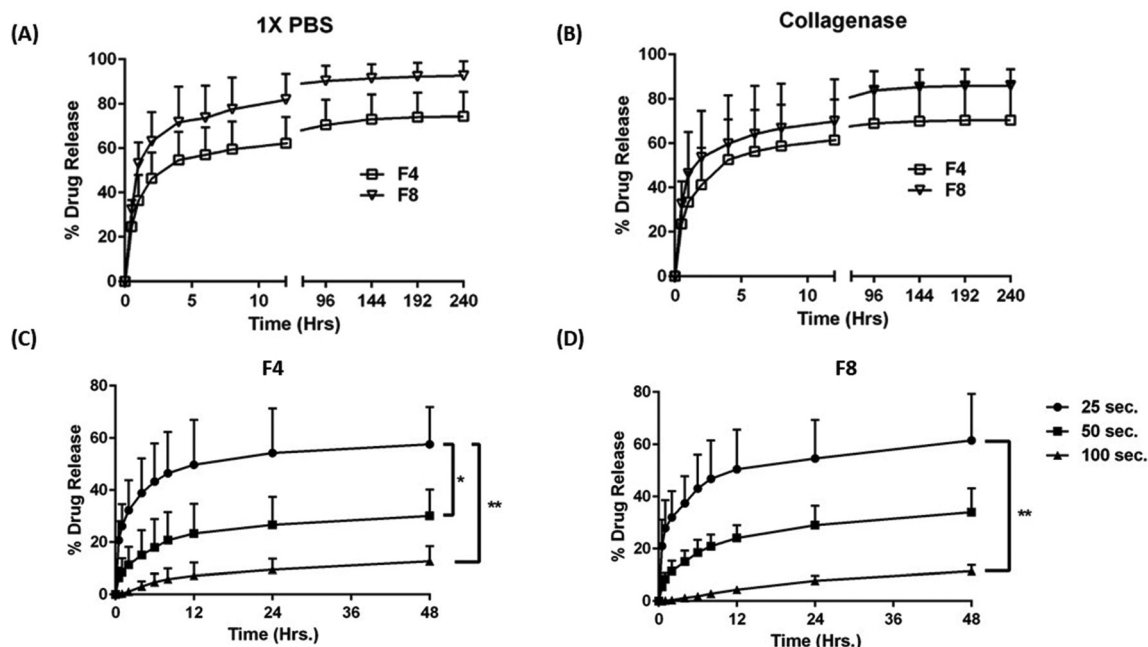 (A)
1X PBS
100
80
60
40
20
0
% Drug Release
F4
F8
0 5 10 96 144 192 240
Time (Hrs)
(B)
Collagenase
100
80
60
40
20
0
% Drug Release
F4
F8
0 5 10 96 144 192 240
Time (Hrs)
(C)
F4
80
60
40
20
0
% Drug Release
*
**
0 12 24 36 48
Time (Hrs.)
(D)
F8
80
60
40
20
0
% Drug Release
**
0 12 24 36 48
Time (Hrs.)
25 sec.
50 sec.
100 sec.